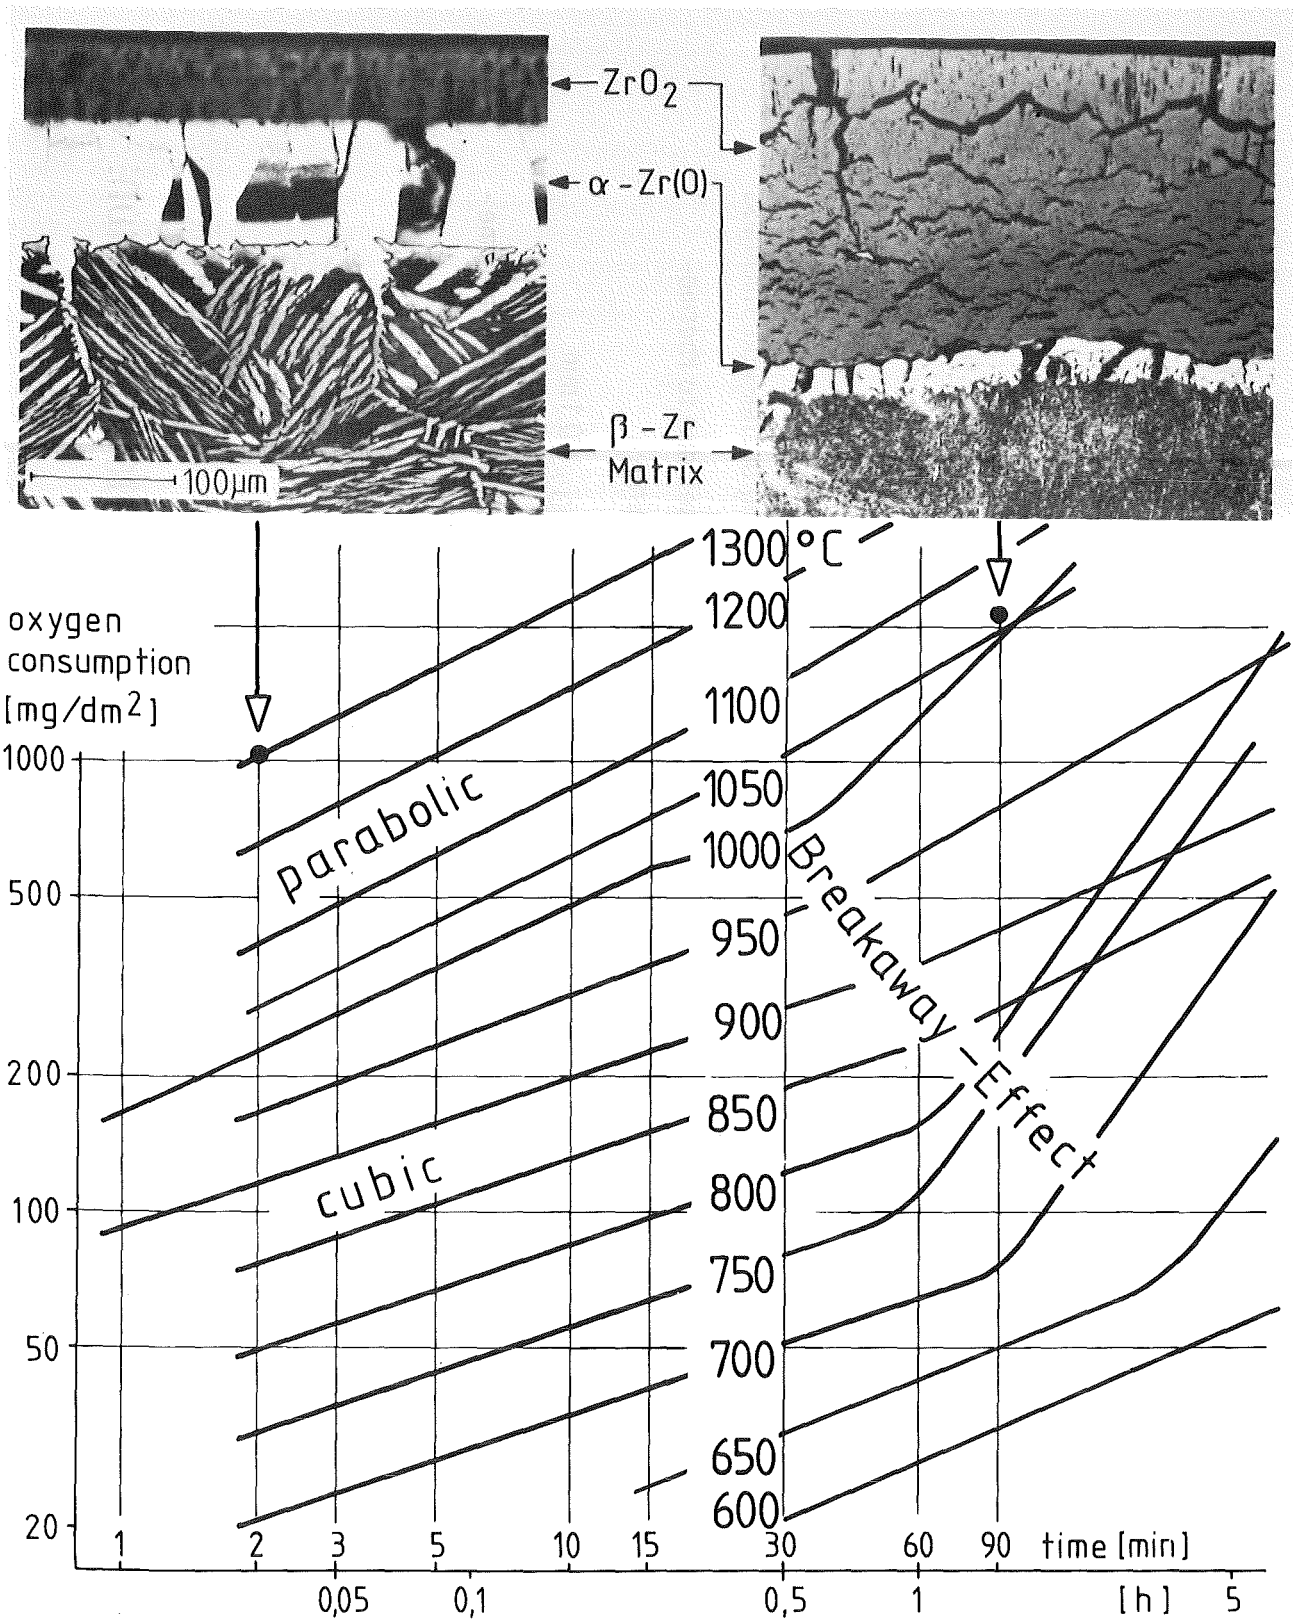 ZrO2
α-Zr(O)
β-Zr
Matrix
100µm
1300°C
1200
1100
1050
1000
950
900
850
800
750
700
650
600
oxygen
consumption
[mg/dm2]
1000
500
200
100
50
20
parabolic
cubic
Breakaway-Effect
1 2 3 5 10 15 30 60 90 time [min]
0,05 0,1 0,5 1 [h] 5